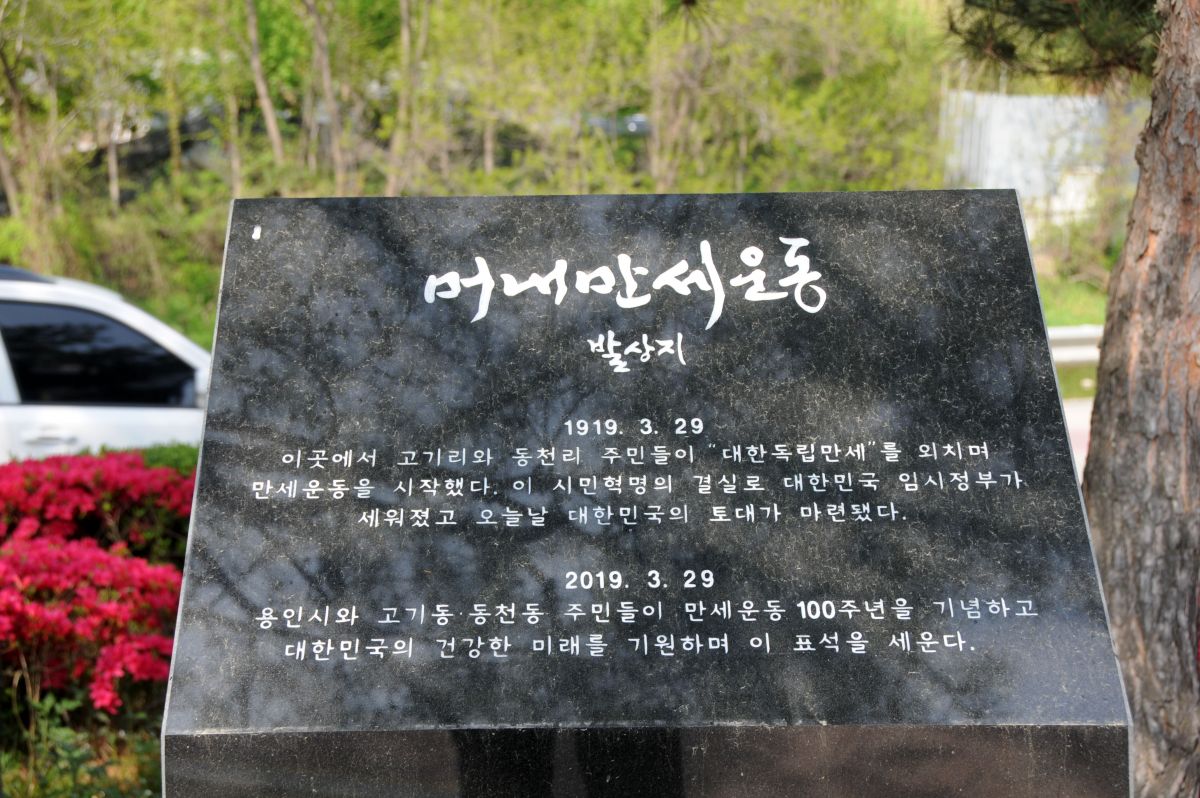 머내만세운동
발상지
1919. 3. 29
이곳에서 고기리와 동천리 주민들이 "대한독립만세"를 외치며
만세운동을 시작했다. 이 시민혁명의 결실로 대한민국 임시정부가
세워졌고 오늘날 대한민국의 토대가 마련됐다.
2019. 3. 29
용인시와 고기동·동천동 주민들이 만세운동 100주년을 기념하고
대한민국의 건강한 미래를 기원하며 이 표석을 세운다.